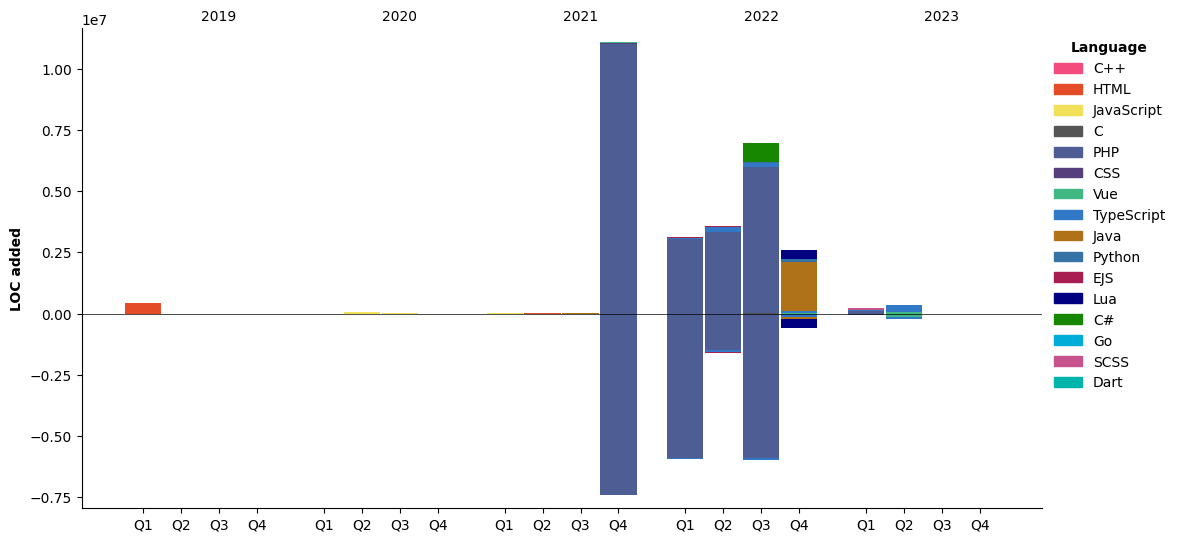 2019 2020 2021 2022 2023
1e7
1.00
0.75
0.50
0.25
0.00
−0.25
−0.50
−0.75
LOC added
Q1 Q2 Q3 Q4 Q1 Q2 Q3 Q4 Q1 Q2 Q3 Q4 Q1 Q2 Q3 Q4 Q1 Q2 Q3 Q4
Language
C++
HTML
JavaScript
C
PHP
CSS
Vue
TypeScript
Java
Python
EJS
Lua
C#
Go
SCSS
Dart